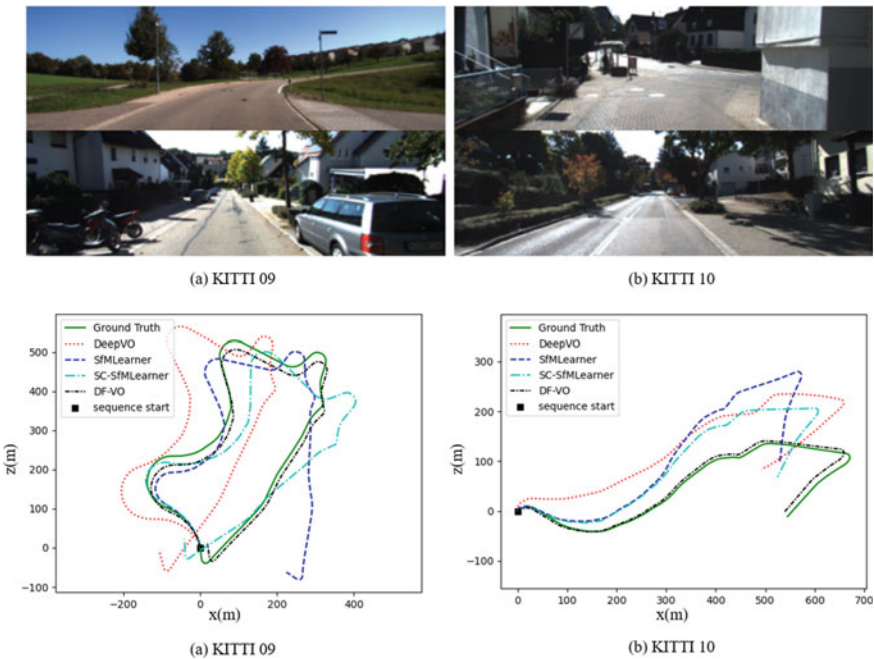 (a) KITTI 09
(b) KITTI 10
Ground Truth
DeepVO
SfMLearner
SC-SfMLearner
DF-VO
sequence start
z(m)
500
400
300
200
100
0
−100
−200
0
200
400
x(m)
(a) KITTI 09
Ground Truth
DeepVO
SfMLearner
SC-SfMLearner
DF-VO
sequence start
z(m)
300
200
100
0
−100
0
100
200
300
400
500
600
700
x(m)
(b) KITTI 10